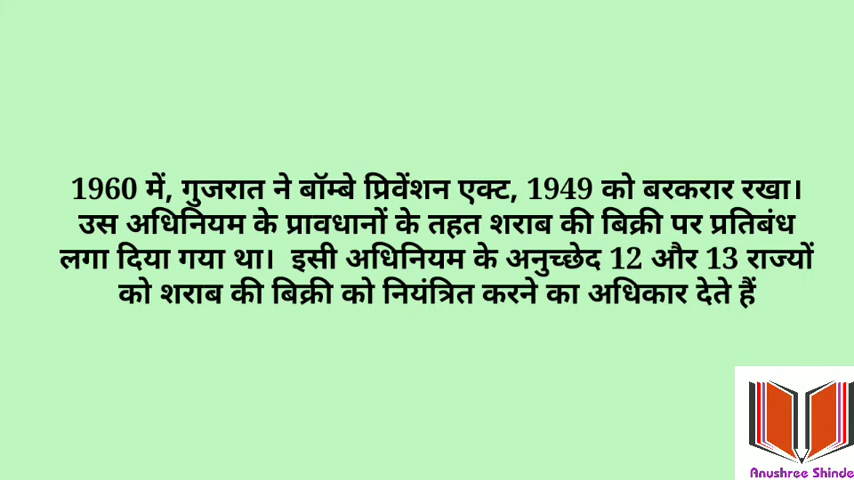 1960 में, गुजरात ने बॉम्बे प्रिवेंशन एक्ट, 1949 को बरकरार रखा।
उस अधिनियम के प्रावधानों के तहत शराब की बिक्री पर प्रतिबंध
लगा दिया गया था। इसी अधिनियम के अनुच्छेद 12 और 13 राज्यों
को शराब की बिक्री को नियंत्रित करने का अधिकार देते हैं
Anushree Shinde